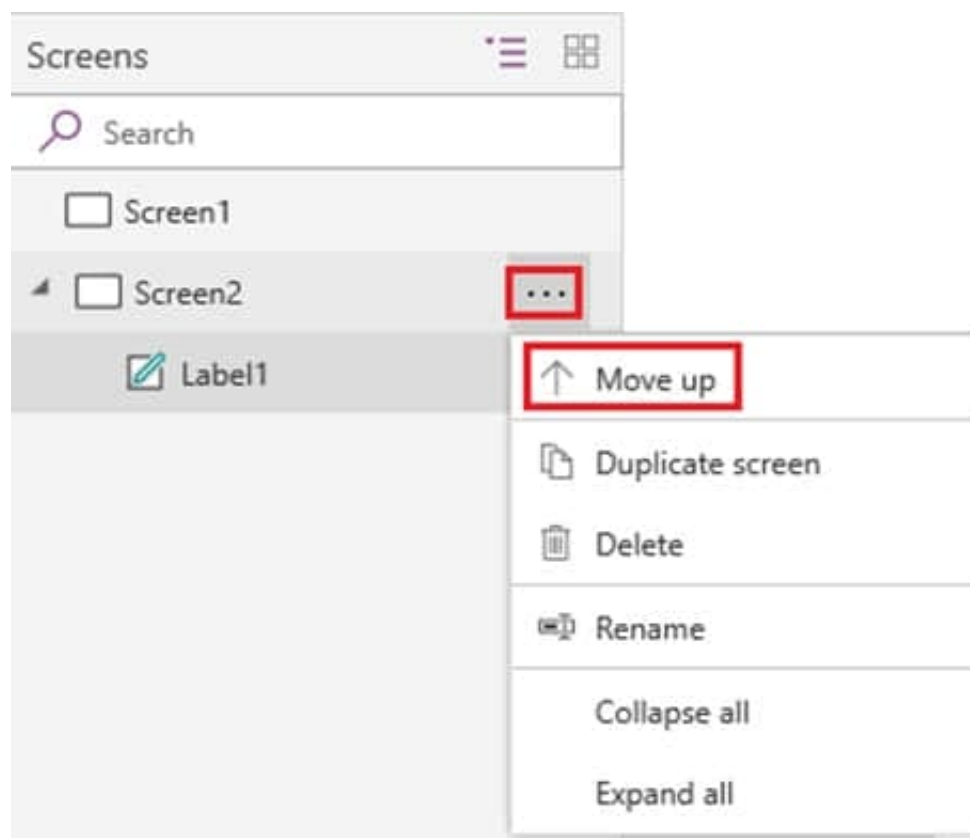 Screens
Search
Screen1
Screen2
Label1
Move up
Duplicate screen
Delete
Rename
Collapse all
Expand all